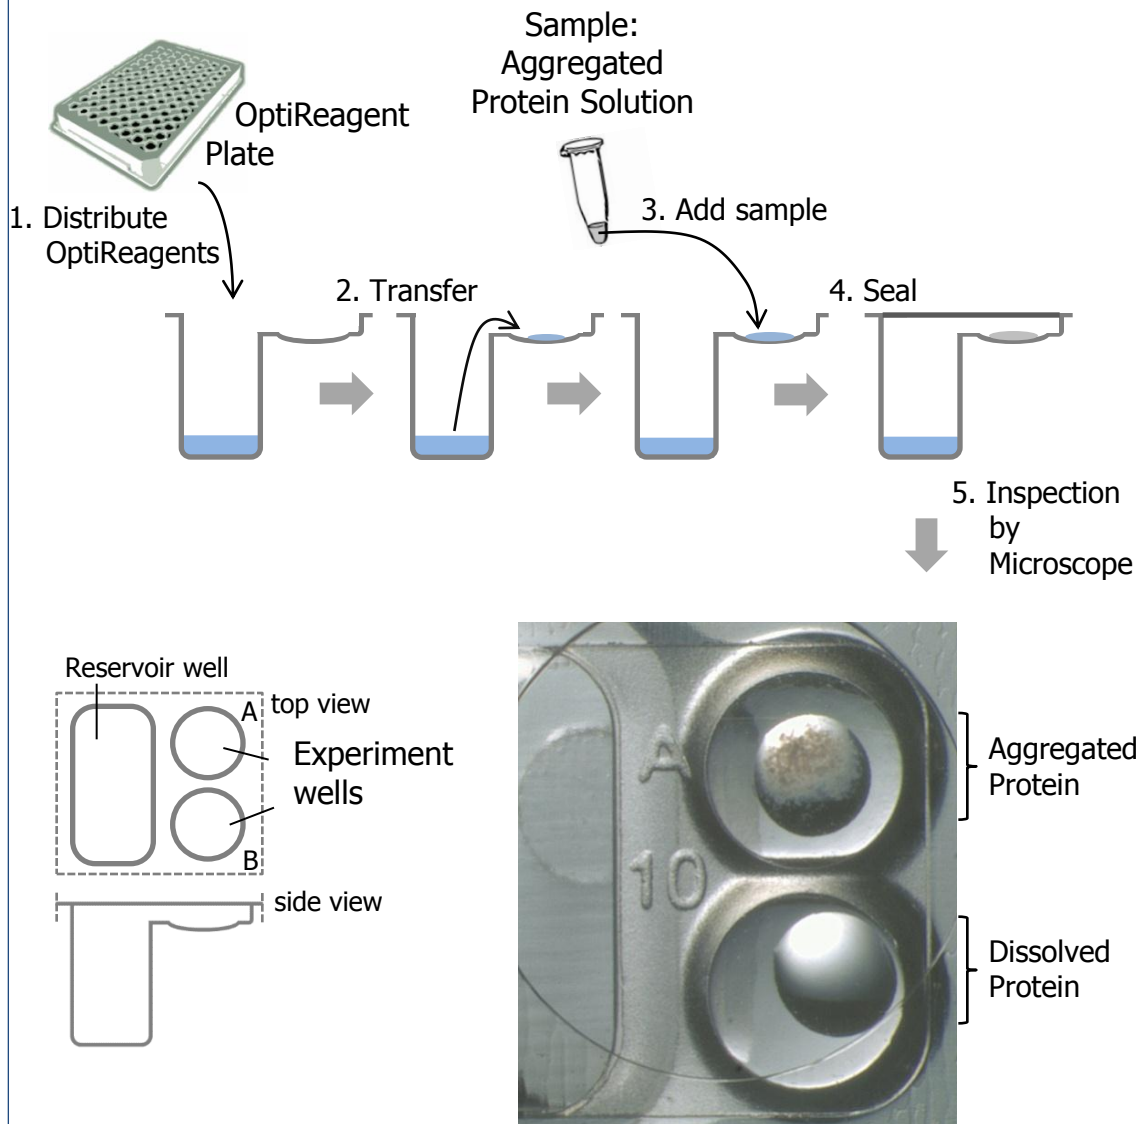 Sample:
Aggregated
Protein Solution
OptiReagent
Plate
1. Distribute
OptiReagents
3. Add sample
2. Transfer
4. Seal
5. Inspection
by
Microscope
Reservoir well
A
top view
Experiment
wells
B
side view
A
10
Aggregated
Protein
Dissolved
Protein